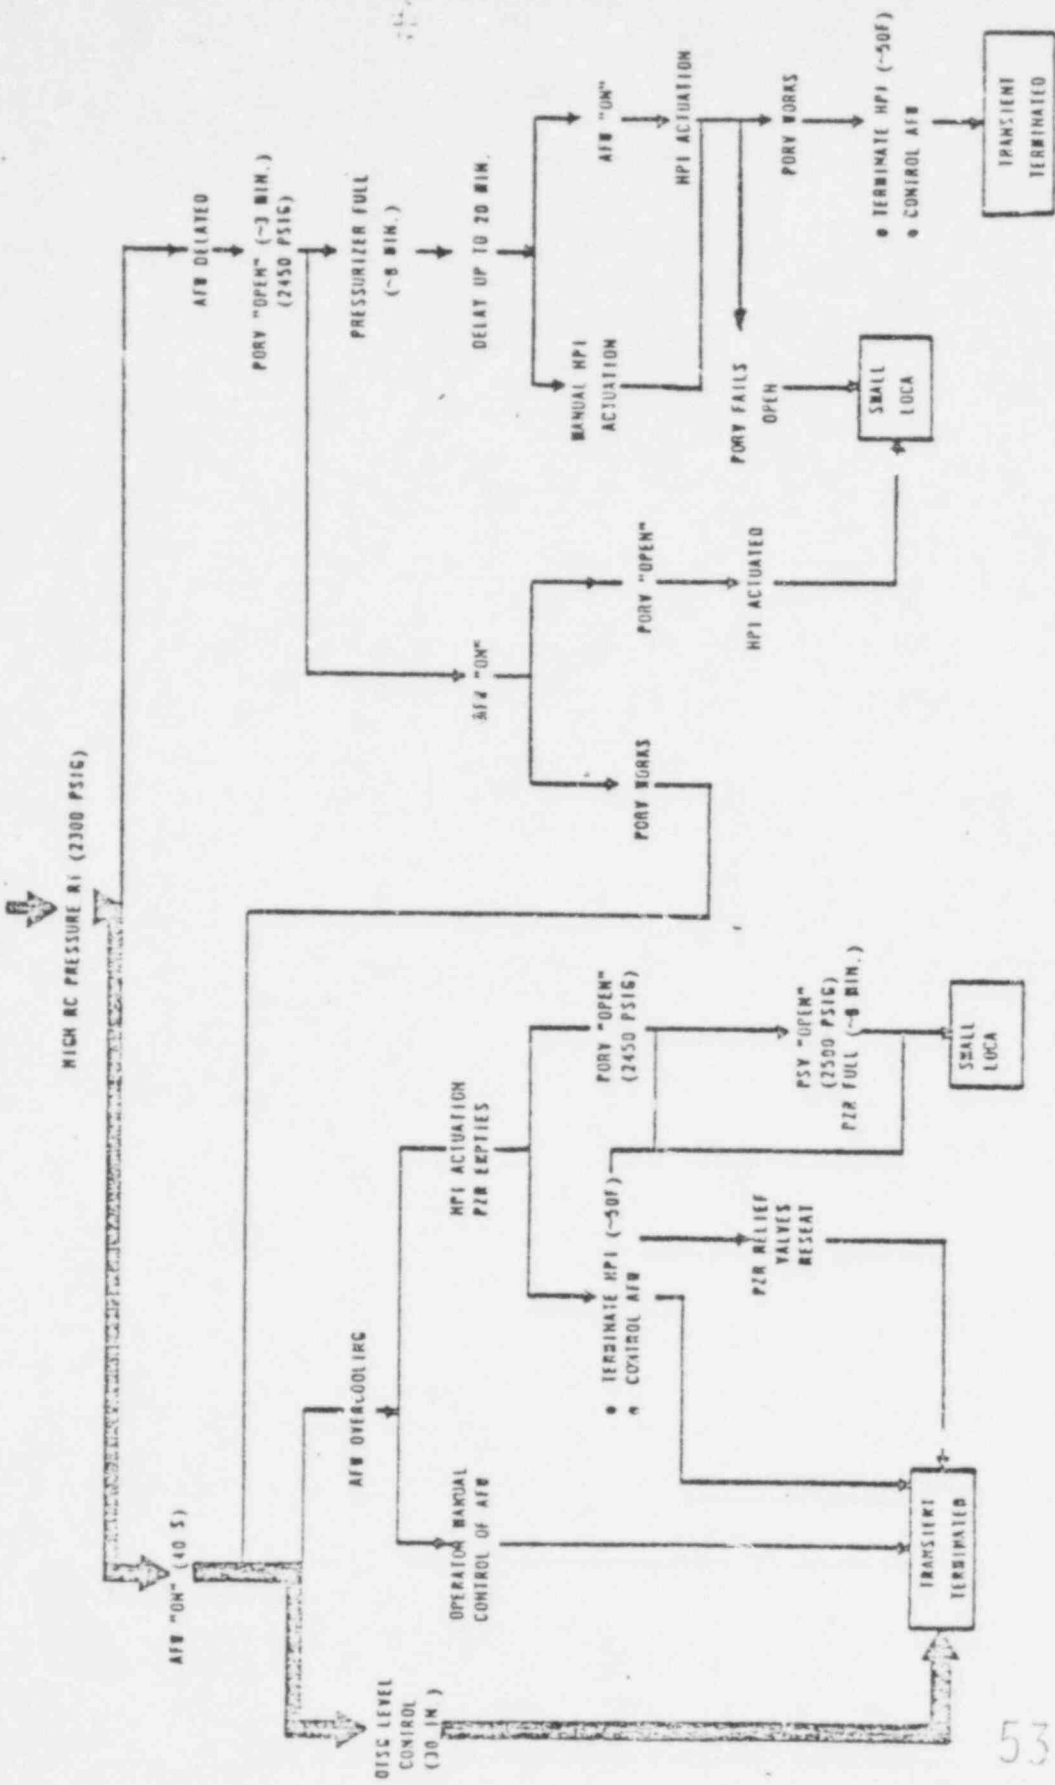 HIGH RC PRESSURE RT (2300 PSIG)
AFW "ON" (40 S)
AFW DELAYED
PORV "OPEN" (~3 MIN.)
(2450 PSIG)
PRESSURIZER FULL
(~8 MIN.)
DELAY UP TO 20 MIN.
OTSG LEVEL
CONTROL
(30 IN.)
AFW OVERCOOLING
OPERATOR MANUAL
CONTROL OF AFW
HPI ACTUATION
PZR EMPTIES
AFW "ON"
MANUAL HPI
ACTUATION
AFW "ON"
HPI ACTUATION
• TERMINATE HPI (~50F)
• CONTROL AFW
PORV "OPEN"
(2450 PSIG)
PORV WORKS
PORV "OPEN"
HPI ACTUATED
PORV FAILS
OPEN
PORV WORKS
PZR RELIEF
VALVES
RESEAT
PSV "OPEN"
(2500 PSIG)
PZR FULL (~8 MIN.)
• TERMINATE HPI (~50F)
• CONTROL AFW
TRANSIENT
TERMINATED
SMALL
LOCA
SMALL
LOCA
TRANSIENT
TERMINATED
53